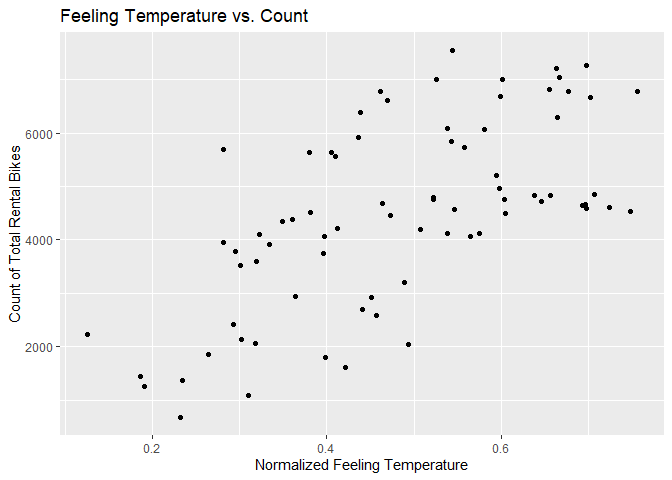 Feeling Temperature vs. Count
Count of Total Rental Bikes
6000
4000
2000
0.2
0.4
0.6
Normalized Feeling Temperature